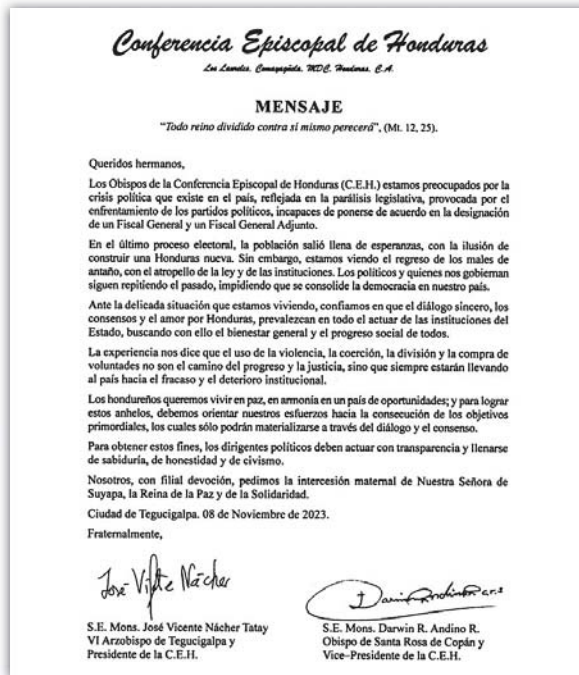 Conferencia Episcopal de Honduras
Los Laureles, Comayagüela, MDC. Honduras, C.A.
MENSAJE
“Todo reino dividido contra si mismo perecerá”, (Mt. 12, 25).
Queridos hermanos,
Los Obispos de la Conferencia Episcopal de Honduras (C.E.H.) estamos preocupados por la
crisis política que existe en el país, reflejada en la parálisis legislativa, provocada por el
enfrentamiento de los partidos políticos, incapaces de ponerse de acuerdo en la designación
de un Fiscal General y un Fiscal General Adjunto.
En el último proceso electoral, la población salió llena de esperanzas, con la ilusión de
construir una Honduras nueva. Sin embargo, estamos viendo el regreso de los males de
antaño, con el atropello de la ley y de las instituciones. Los políticos y quienes nos gobiernan
siguen repitiendo el pasado, impidiendo que se consolide la democracia en nuestro país.
Ante la delicada situación que estamos viviendo, confiamos en que el diálogo sincero, los
consensos y el amor por Honduras, prevalezcan en todo el actuar de las instituciones del
Estado, buscando con ello el bienestar general y el progreso social de todos.
La experiencia nos dice que el uso de la violencia, la coerción, la división y la compra de
voluntades no son el camino del progreso y la justicia, sino que siempre estarán llevando
al país hacia el fracaso y el deterioro institucional.
Los hondureños queremos vivir en paz, en armonía en un país de oportunidades; y para lograr
estos anhelos, debemos orientar nuestros esfuerzos hacia la consecución de los objetivos
primordiales, los cuales sólo podrán materializarse a través del diálogo y el consenso.
Para obtener estos fines, los dirigentes políticos deben actuar con transparencia y llenarse
de sabiduría, de honestidad y de civismo.
Nosotros, con filial devoción, pedimos la intercesión maternal de Nuestra Señora de
Suyapa, la Reina de la Paz y de la Solidaridad.
Ciudad de Tegucigalpa. 08 de Noviembre de 2023.
Fraternalmente,
José Vicente Nácher
S.E. Mons. José Vicente Nácher Tatay
VI Arzobispo de Tegucigalpa y
Presidente de la C.E.H.
S.E. Mons. Darwin R. Andino R.
Obispo de Santa Rosa de Copán y
Vice–Presidente de la C.E.H.